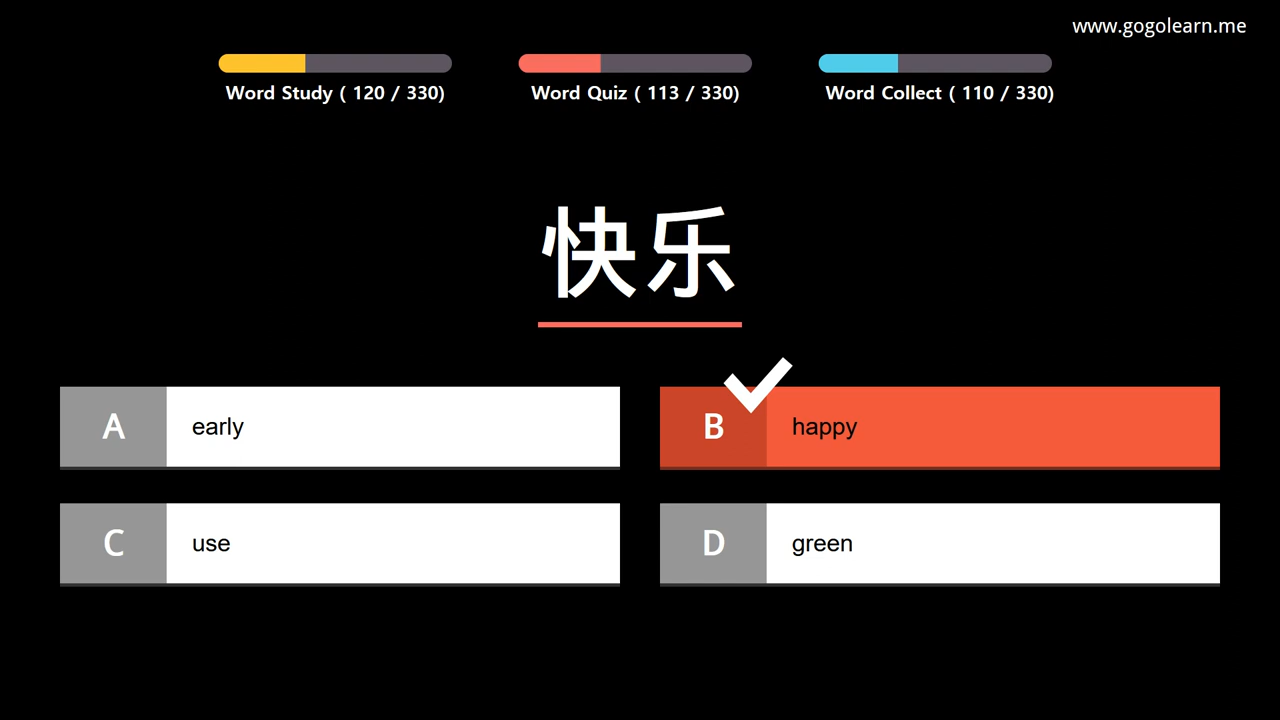 www.gogolearn.me
Word Study ( 120 / 330)
Word Quiz ( 113 / 330)
Word Collect ( 110 / 330)
快乐
A early
B happy
C use
D green